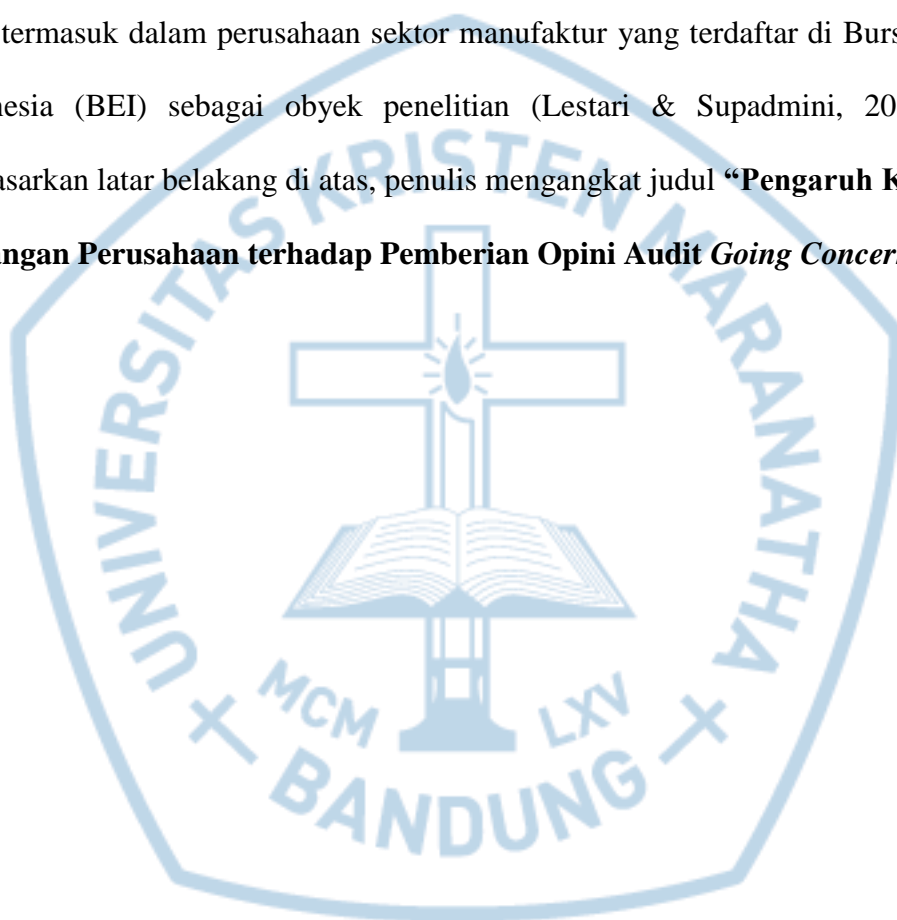 termasuk dalam perusahaan sektor manufaktur yang terdaftar di Burs
nesia (BEI) sebagai obyek penelitian (Lestari & Supadmini, 20
asarkan latar belakang di atas, penulis mengangkat judul “Pengaruh K
angan Perusahaan terhadap Pemberian Opini Audit Going Concer
UNIVERSITAS KRISTEN MARANATHA
MCM LXV
BANDUNG